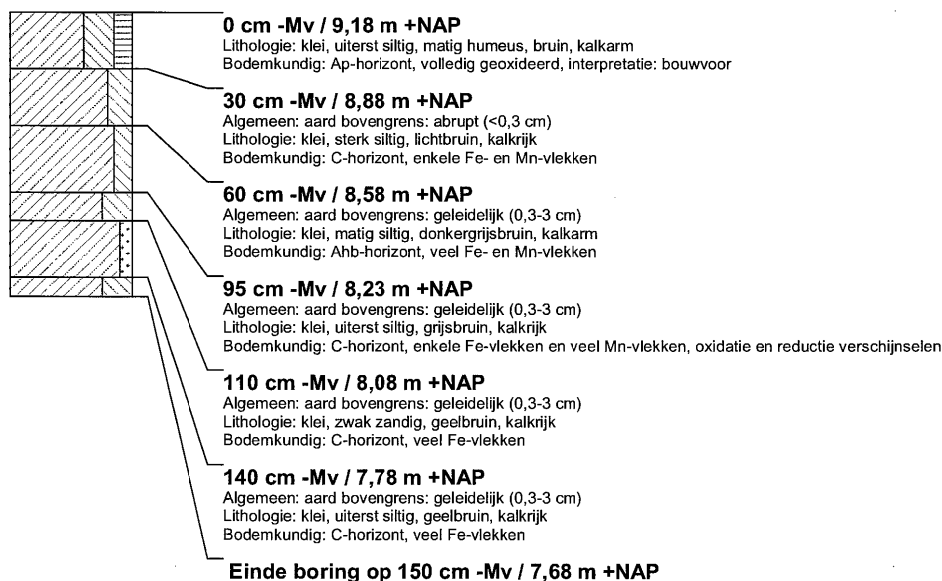 0 cm -Mv / 9,18 m +NAP
Lithologie: klei, uiterst siltig, matig humeus, bruin, kalkarm
Bodemkundig: Ap-horizont, volledig geoxideerd, interpretatie: bouwvoor
30 cm -Mv / 8,88 m +NAP
Algemeen: aard bovengrens: abrupt (<0,3 cm)
Lithologie: klei, sterk siltig, lichtbruin, kalkrijk
Bodemkundig: C-horizont, enkele Fe- en Mn-vlekken
60 cm -Mv / 8,58 m +NAP
Algemeen: aard bovengrens: geleidelijk (0,3-3 cm)
Lithologie: klei, matig siltig, donkergrijsbruin, kalkarm
Bodemkundig: Ahb-horizont, veel Fe- en Mn-vlekken
95 cm -Mv / 8,23 m +NAP
Algemeen: aard bovengrens: geleidelijk (0,3-3 cm)
Lithologie: klei, uiterst siltig, grijsbruin, kalkrijk
Bodemkundig: C-horizont, enkele Fe-vlekken en veel Mn-vlekken, oxidatie en reductie verschijnselen
110 cm -Mv / 8,08 m +NAP
Algemeen: aard bovengrens: geleidelijk (0,3-3 cm)
Lithologie: klei, zwak zandig, geelbruin, kalkrijk
Bodemkundig: C-horizont, veel Fe-vlekken
140 cm -Mv / 7,78 m +NAP
Algemeen: aard bovengrens: geleidelijk (0,3-3 cm)
Lithologie: klei, uiterst siltig, geelbruin, kalkrijk
Bodemkundig: C-horizont, veel Fe-vlekken
Einde boring op 150 cm -Mv / 7,68 m +NAP